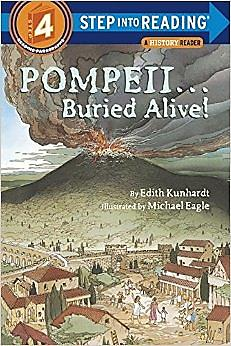 4
STEP INTO READING®
A HISTORY READER
POMPEII...
Buried Alive!
By Edith Kunhardt
illustrated by Michael Eagle